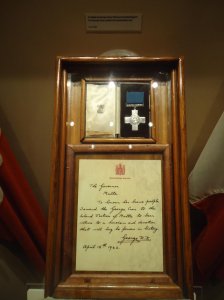 The Governor
Malta
To honour her brave people
I award the George Cross to the
Island Fortress of Malta to bear
witness to a heroism and devotion
that will long be famous in history.
George R.I.
April 15th 1942.